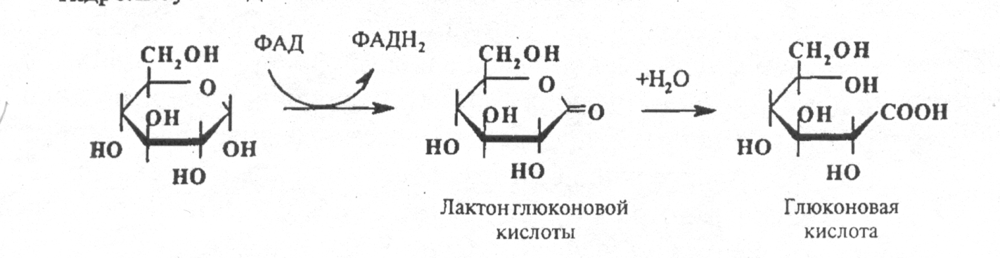 ФАД
ФАДН₂
CH₂OH
O
OH
HO
OH
HO
CH₂OH
O
OH
=O
HO
HO
+H₂O
CH₂OH
OH
OH
COOH
HO
HO
Лактон глюконовой
кислоты
Глюконовая
кислота